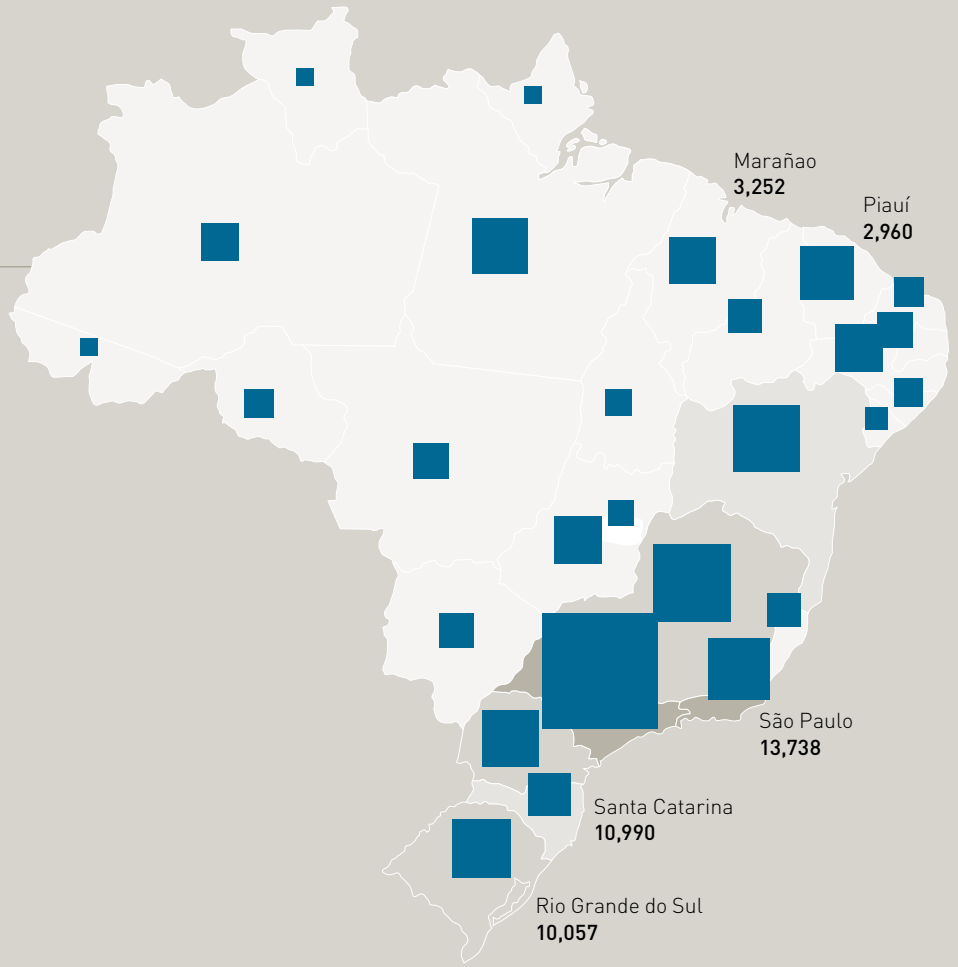 Marañao
3,252
Piauí
2,960
São Paulo
13,738
Santa Catarina
10,990
Rio Grande do Sul
10,057